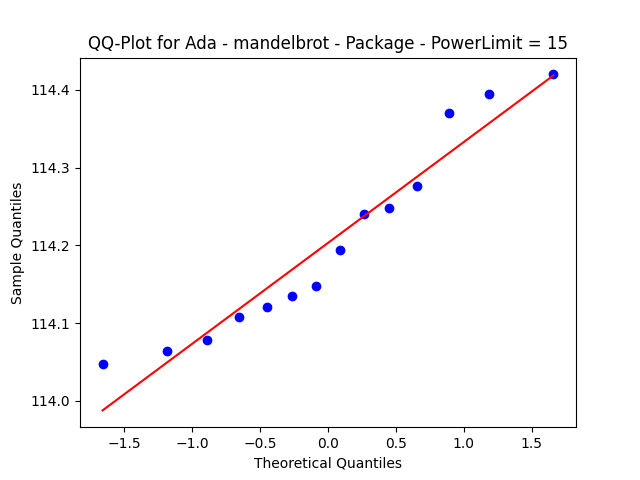 QQ-Plot for Ada - mandelbrot - Package - PowerLimit = 15
Sample Quantiles
114.4
114.3
114.2
114.1
114.0
−1.5 −1.0 −0.5 0.0 0.5 1.0 1.5
Theoretical Quantiles